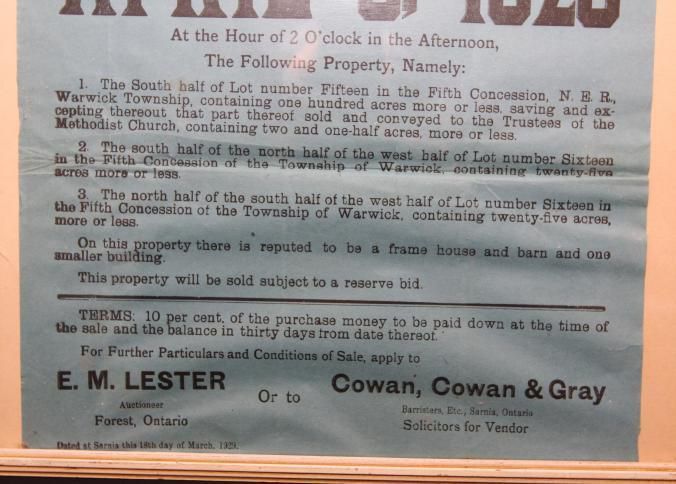 At the Hour of 2 O'clock in the Afternoon,
The Following Property, Namely:
1. The South half of Lot number Fifteen in the Fifth Concession, N. E. R.,
Warwick Township, containing one hundred acres more or less, saving and ex-
cepting thereout that part thereof sold and conveyed to the Trustees of the
Methodist Church, containing two and one-half acres, more or less.
2. The south half of the north half of the west half of Lot number Sixteen
in the Fifth Concession of the Township of Warwick, containing twenty-five
acres more or less.
3. The north half of the south half of the west half of Lot number Sixteen in
the Fifth Concession of the Township of Warwick, containing twenty-five acres,
more or less.
On this property there is reputed to be a frame house and barn and one
smaller building.
This property will be sold subject to a reserve bid.
TERMS: 10 per cent. of the purchase money to be paid down at the time of
the sale and the balance in thirty days from date thereof.
For Further Particulars and Conditions of Sale, apply to
E. M. LESTER
Auctioneer
Forest, Ontario
Or to
Cowan, Cowan & Gray
Barristers, Etc., Sarnia, Ontario
Solicitors for Vendor
Dated at Sarnia this 18th day of March, 1929.